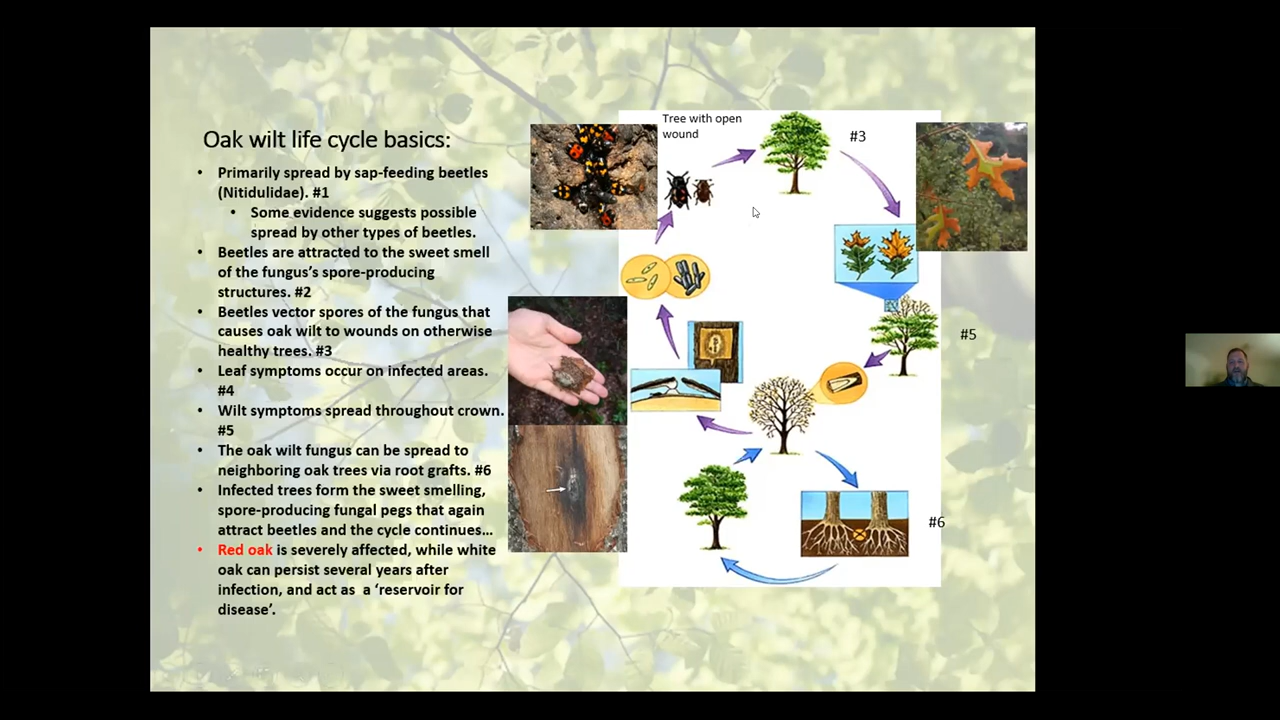 Oak wilt life cycle basics:
• Primarily spread by sap-feeding beetles
(Nitidulidae). #1
• Some evidence suggests possible
spread by other types of beetles.
• Beetles are attracted to the sweet smell
of the fungus's spore-producing
structures. #2
• Beetles vector spores of the fungus that
causes oak wilt to wounds on otherwise
healthy trees. #3
• Leaf symptoms occur on infected areas.
#4
• Wilt symptoms spread throughout crown.
#5
• The oak wilt fungus can be spread to
neighboring oak trees via root grafts. #6
• Infected trees form the sweet smelling,
spore-producing fungal pegs that again
attract beetles and the cycle continues…
• Red oak is severely affected, while white
oak can persist several years after
infection, and act as a ‘reservoir for
disease’.
Tree with open
wound
#3
#5
#6